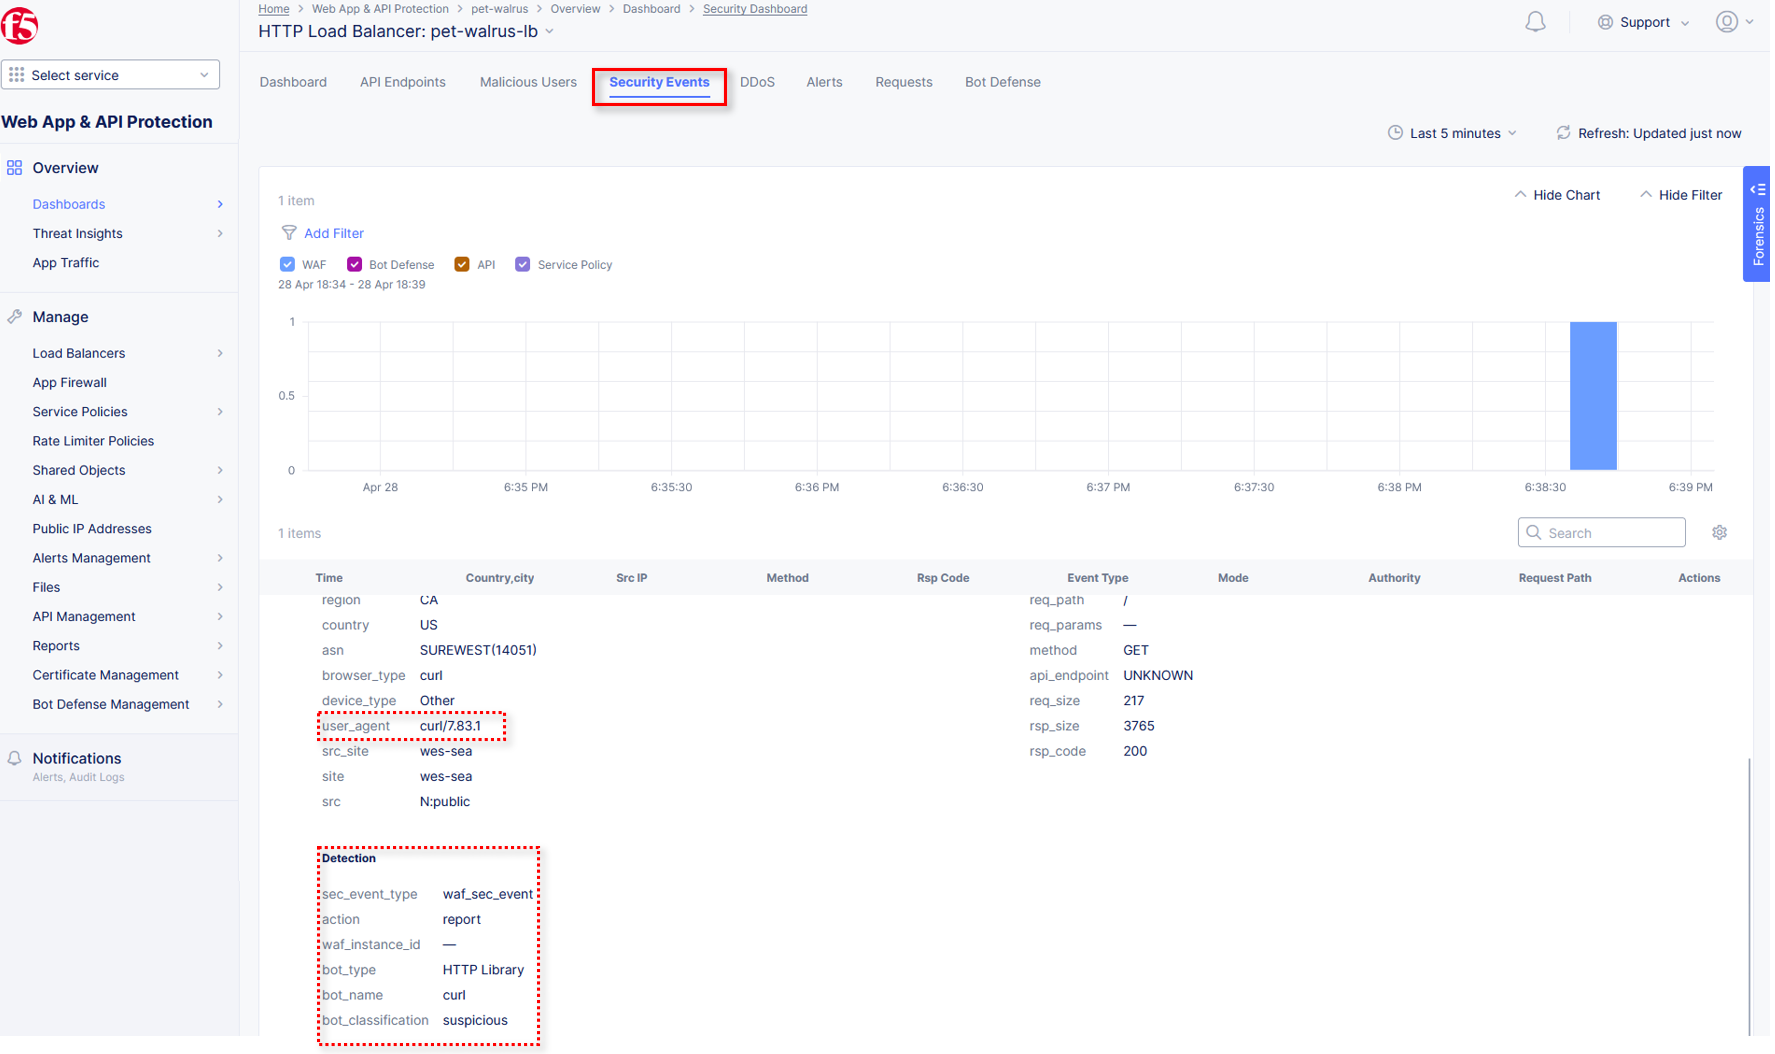 Home > Web App & API Protection > pet-walrus > Overview > Dashboard > Security Dashboard
HTTP Load Balancer: pet-walrus-lb
Support
f5
Select service
Web App & API Protection
Overview
Dashboards
Threat Insights
App Traffic
Manage
Load Balancers
App Firewall
Service Policies
Rate Limiter Policies
Shared Objects
AI & ML
Public IP Addresses
Alerts Management
Files
API Management
Reports
Certificate Management
Bot Defense Management
Notifications
Alerts, Audit Logs
Dashboard API Endpoints Malicious Users Security Events DDoS Alerts Requests Bot Defense
Last 5 minutes Refresh: Updated just now
1 item Hide Chart Hide Filter
Forensics
Add Filter
WAF Bot Defense API Service Policy
28 Apr 18:34 - 28 Apr 18:39
1
0.5
0
Apr 28 6:35 PM 6:35:30 6:36 PM 6:36:30 6:37 PM 6:37:30 6:38 PM 6:38:30 6:39 PM
1 items Search
Time Country,city Src IP Method Rsp Code Event Type Mode Authority Request Path Actions
region CA
country US
asn SUREWEST(14051)
browser_type curl
device_type Other
user_agent curl/7.83.1
src_site wes-sea
site wes-sea
src N:public
req_path /
req_params —
method GET
api_endpoint UNKNOWN
req_size 217
rsp_size 3765
rsp_code 200
Detection
sec_event_type waf_sec_event
action report
waf_instance_id —
bot_type HTTP Library
bot_name curl
bot_classification suspicious